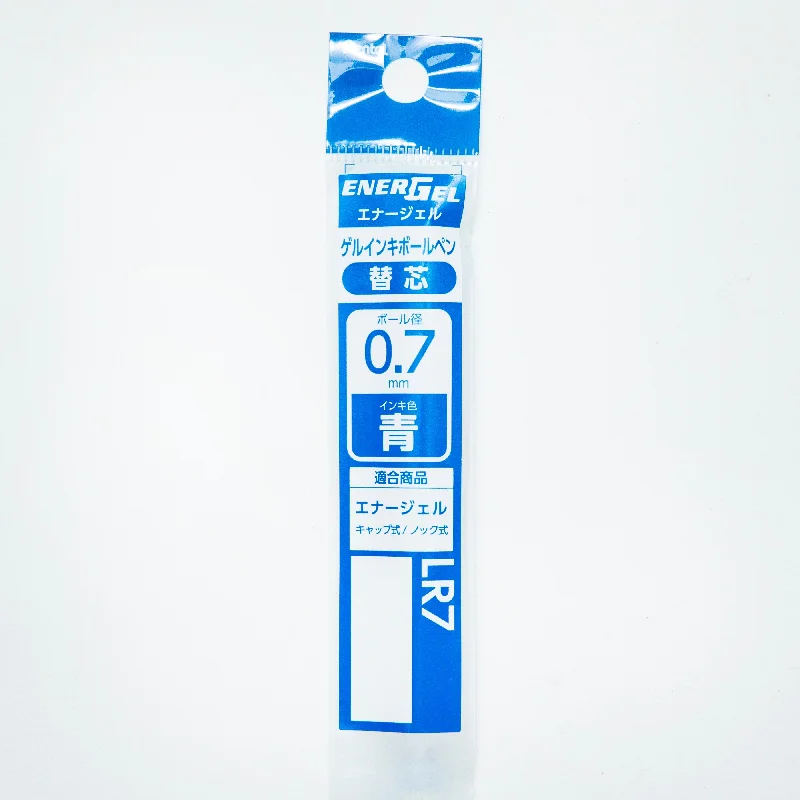 ENERGEL
エナージェル
ゲルインキボールペン
替芯
ボール径
0.7
mm
インキ色
青
適合商品
エナージェル
キャップ式/ノック式
LR7